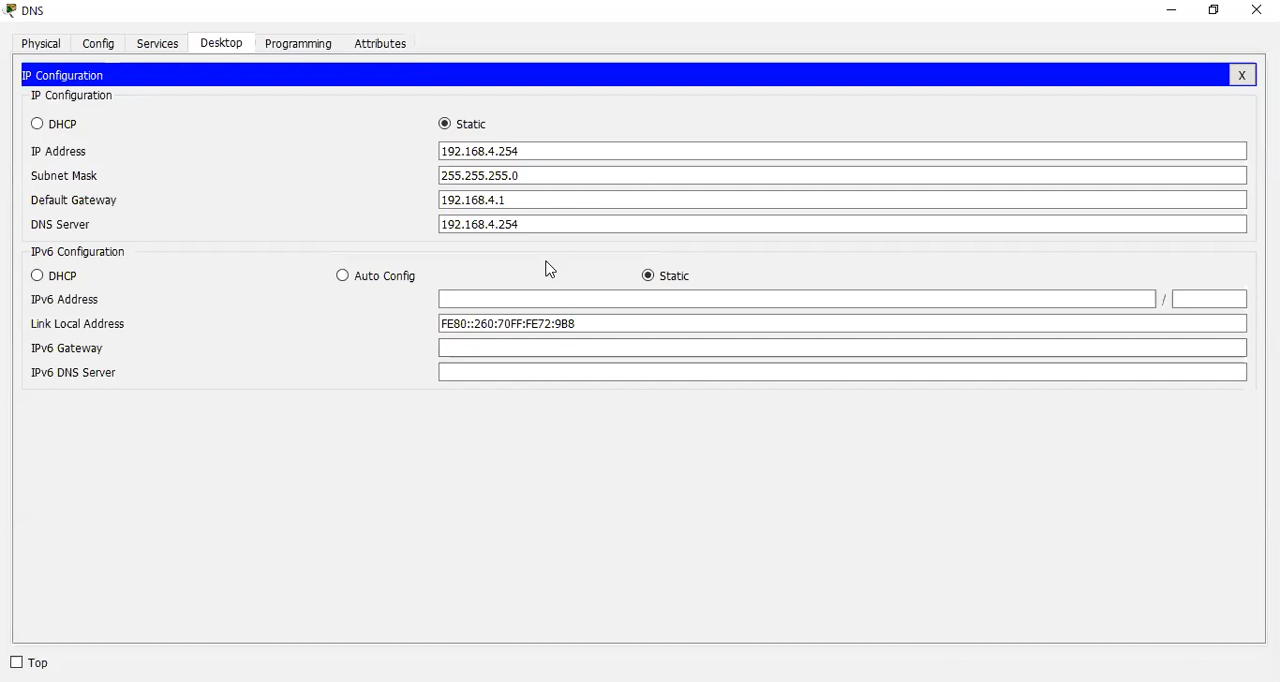 DNS
Physical Config Services Desktop Programming Attributes
IP Configuration X
IP Configuration
DHCP Static
IP Address 192.168.4.254
Subnet Mask 255.255.255.0
Default Gateway 192.168.4.1
DNS Server 192.168.4.254
IPv6 Configuration
DHCP Auto Config Static
IPv6 Address /
Link Local Address FE80::260:70FF:FE72:9B8
IPv6 Gateway
IPv6 DNS Server
Top